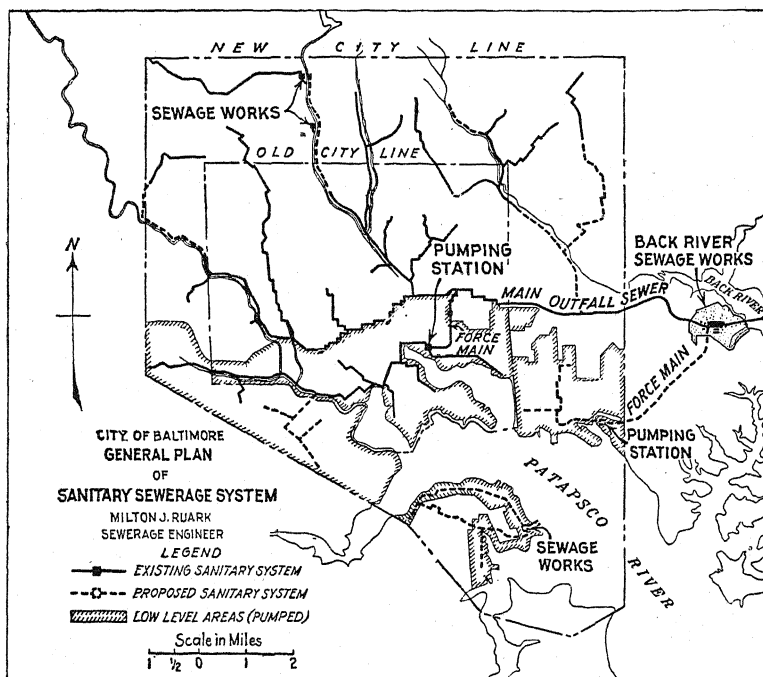 NEW CITY LINE
SEWAGE WORKS
OLD CITY LINE
N
PUMPING
STATION
BACK RIVER
SEWAGE WORKS
BACK RIVER
MAIN OUTFALL SEWER
FORCE
MAIN
FORCE MAIN
PUMPING
STATION
CITY OF BALTIMORE
GENERAL PLAN
OF
SANITARY SEWERAGE SYSTEM
MILTON J. RUARK
SEWERAGE ENGINEER
PATAPSCO
RIVER
SEWAGE
WORKS
LEGEND
EXISTING SANITARY SYSTEM
PROPOSED SANITARY SYSTEM
LOW LEVEL AREAS (PUMPED)
Scale in Miles
1 ½ 0 1 2